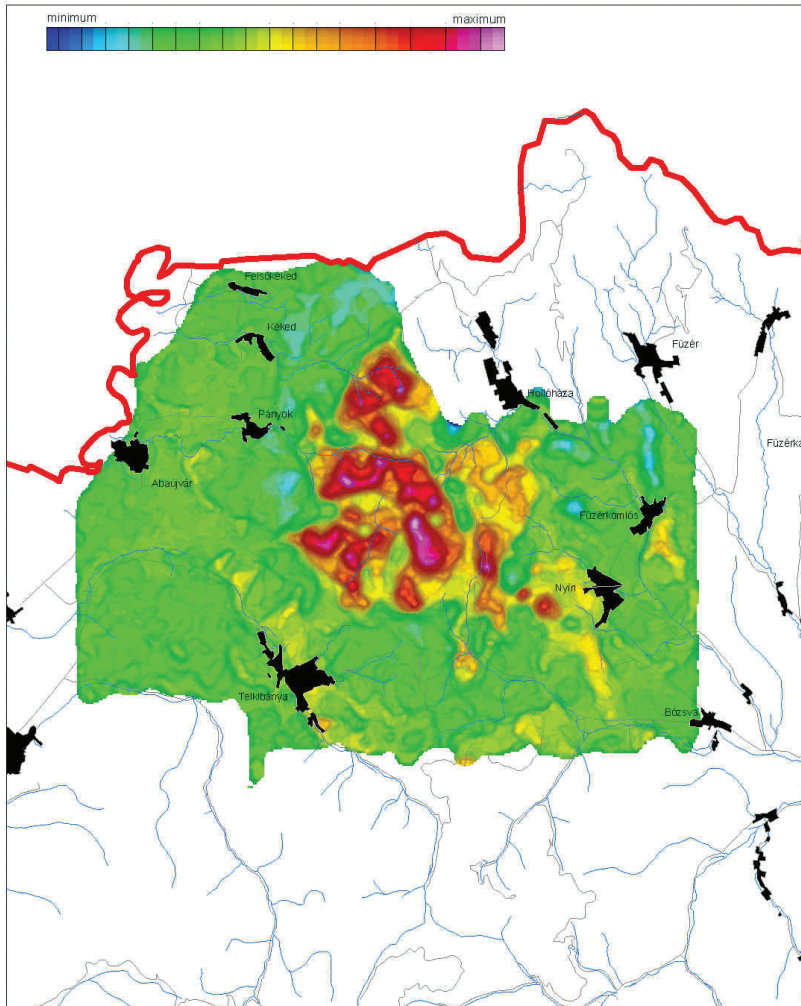 minimum
maximum
Felsőkéked
Kéked
Füzér
Hollóháza
Pányok
Abaújvár
Füzérka
Füzérkomlós
Nyíri
Telkibánya
Bózsva